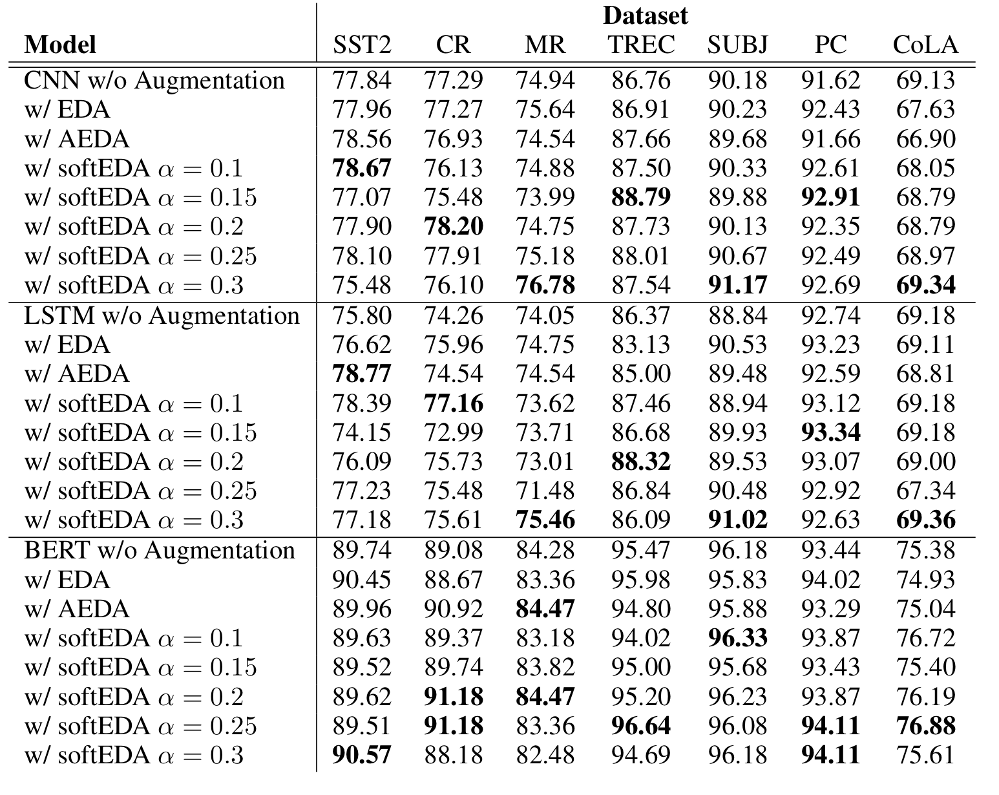 Dataset
Model SST2 CR MR TREC SUBJ PC CoLA
CNN w/o Augmentation 77.84 77.29 74.94 86.76 90.18 91.62 69.13
w/ EDA 77.96 77.27 75.64 86.91 90.23 92.43 67.63
w/ AEDA 78.56 76.93 74.54 87.66 89.68 91.66 66.90
w/ softEDA α = 0.1 78.67 76.13 74.88 87.50 90.33 92.61 68.05
w/ softEDA α = 0.15 77.07 75.48 73.99 88.79 89.88 92.91 68.79
w/ softEDA α = 0.2 77.90 78.20 74.75 87.73 90.13 92.35 68.79
w/ softEDA α = 0.25 78.10 77.91 75.18 88.01 90.67 92.49 68.97
w/ softEDA α = 0.3 75.48 76.10 76.78 87.54 91.17 92.69 69.34
LSTM w/o Augmentation 75.80 74.26 74.05 86.37 88.84 92.74 69.18
w/ EDA 76.62 75.96 74.75 83.13 90.53 93.23 69.11
w/ AEDA 78.77 74.54 74.54 85.00 89.48 92.59 68.81
w/ softEDA α = 0.1 78.39 77.16 73.62 87.46 88.94 93.12 69.18
w/ softEDA α = 0.15 74.15 72.99 73.71 86.68 89.93 93.34 69.18
w/ softEDA α = 0.2 76.09 75.73 73.01 88.32 89.53 93.07 69.00
w/ softEDA α = 0.25 77.23 75.48 71.48 86.84 90.48 92.92 67.34
w/ softEDA α = 0.3 77.18 75.61 75.46 86.09 91.02 92.63 69.36
BERT w/o Augmentation 89.74 89.08 84.28 95.47 96.18 93.44 75.38
w/ EDA 90.45 88.67 83.36 95.98 95.83 94.02 74.93
w/ AEDA 89.96 90.92 84.47 94.80 95.88 93.29 75.04
w/ softEDA α = 0.1 89.63 89.37 83.18 94.02 96.33 93.87 76.72
w/ softEDA α = 0.15 89.52 89.74 83.82 95.00 95.68 93.43 75.40
w/ softEDA α = 0.2 89.62 91.18 84.47 95.20 96.23 93.87 76.19
w/ softEDA α = 0.25 89.51 91.18 83.36 96.64 96.08 94.11 76.88
w/ softEDA α = 0.3 90.57 88.18 82.48 94.69 96.18 94.11 75.61